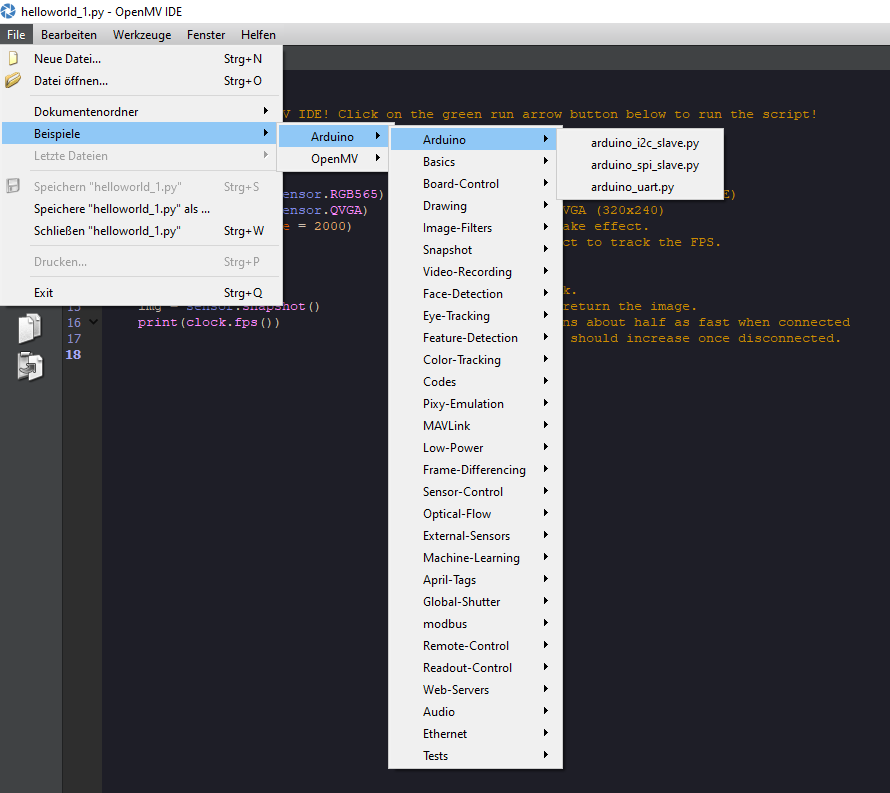 helloworld_1.py - OpenMV IDE
File Bearbeiten Werkzeuge Fenster Helfen
Neue Datei... Strg+N
Datei öffnen... Strg+O
Dokumentenordner
Beispiele
Letzte Dateien
Speichern "helloworld_1.py" Strg+S
Speichere "helloworld_1.py" als ...
Schließen "helloworld_1.py" Strg+W
Drucken... Strg+P
Exit Strg+Q
Arduino
OpenMV
Arduino
Basics
Board-Control
Drawing
Image-Filters
Snapshot
Video-Recording
Face-Detection
Eye-Tracking
Feature-Detection
Color-Tracking
Codes
Pixy-Emulation
MAVLink
Low-Power
Frame-Differencing
Sensor-Control
Optical-Flow
External-Sensors
Machine-Learning
April-Tags
Global-Shutter
modbus
Remote-Control
Readout-Control
Web-Servers
Audio
Ethernet
Tests
arduino_i2c_slave.py
arduino_spi_slave.py
arduino_uart.py
V IDE! Click on the green run arrow button below to run the script!
ensor.RGB565) E)
ensor.QVGA) VGA (320x240)
e = 2000) ake effect.
ct to track the FPS.
k.
15 img = sensor.snapshot() return the image.
16 print(clock.fps()) ns about half as fast when connected
17 should increase once disconnected.
18